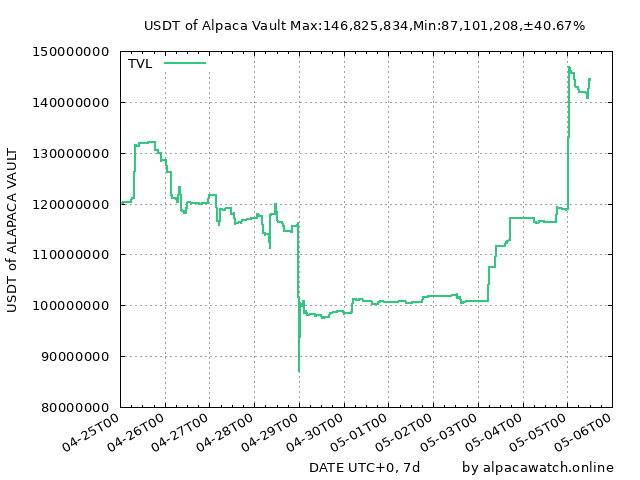 USDT of Alpaca Vault Max:146,825,834,Min:87,101,208,±40.67%
TVL
150000000
140000000
130000000
120000000
110000000
100000000
90000000
80000000
USDT of ALAPACA VAULT
04-25T00
04-26T00
04-27T00
04-28T00
04-29T00
04-30T00
05-01T00
05-02T00
05-03T00
05-04T00
05-05T00
05-06T00
DATE UTC+0, 7d
by alpacawatch.online